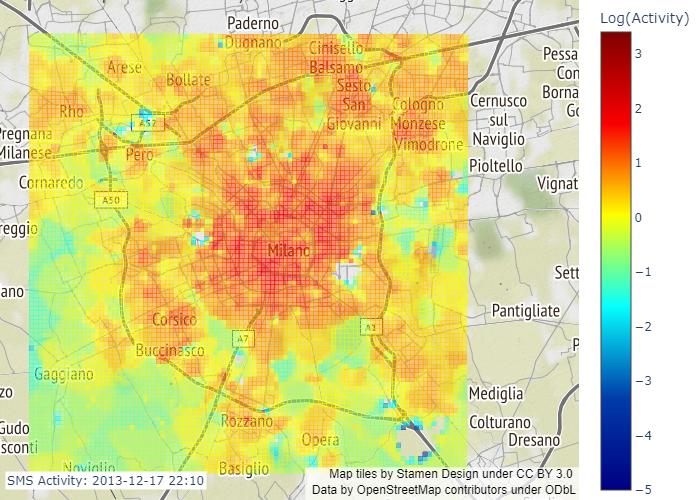 Paderno
Dugnano
Cinisello
Balsamo
Arese
Bollate
Sesto
San
Giovanni
Rho
Cologno
Monzese
Vimodrone
Cernusco
sul
Naviglio
Pioltello
Pessa
Con
Borna
Go
A52
Pregnana
Milanese
Pero
Cornaredo
A50
Vignat
reggio
Milano
Sett
ano
Corsico
Pantigliate
A7
A1
P
Buccinasco
Gaggiano
zo
Mediglia
Rozzano
Colturano
Gudo
sconti
Opera
Dresano
Noviglio
Basiglio
SMS Activity: 2013-12-17 22:10
Map tiles by Stamen Design under CC BY 3.0
Data by OpenStreetMap contributors under ODbL
Log(Activity)
3
2
1
0
−1
−2
−3
−4
−5